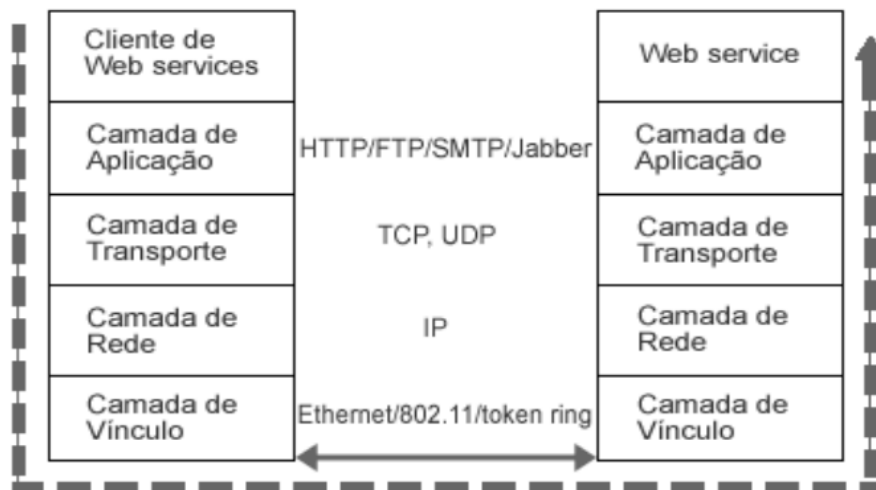 Cliente de
Web services
Web service
Camada de
Aplicação
HTTP/FTP/SMTP/Jabber
Camada de
Aplicação
Camada de
Transporte
TCP, UDP
Camada de
Transporte
Camada de
Rede
IP
Camada de
Rede
Camada de
Vínculo
Ethernet/802.11/token ring
Camada de
Vínculo